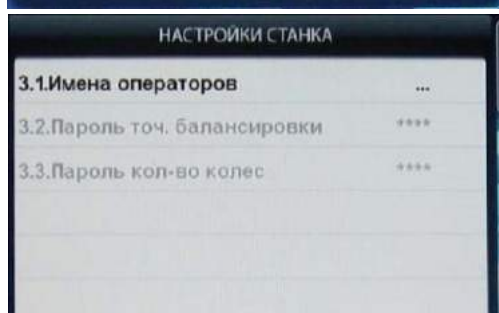 НАСТРОЙКИ СТАНКА
3.1.Имена операторов ...
3.2.Пароль точ. балансировки ****
3.3.Пароль кол-во колес ****